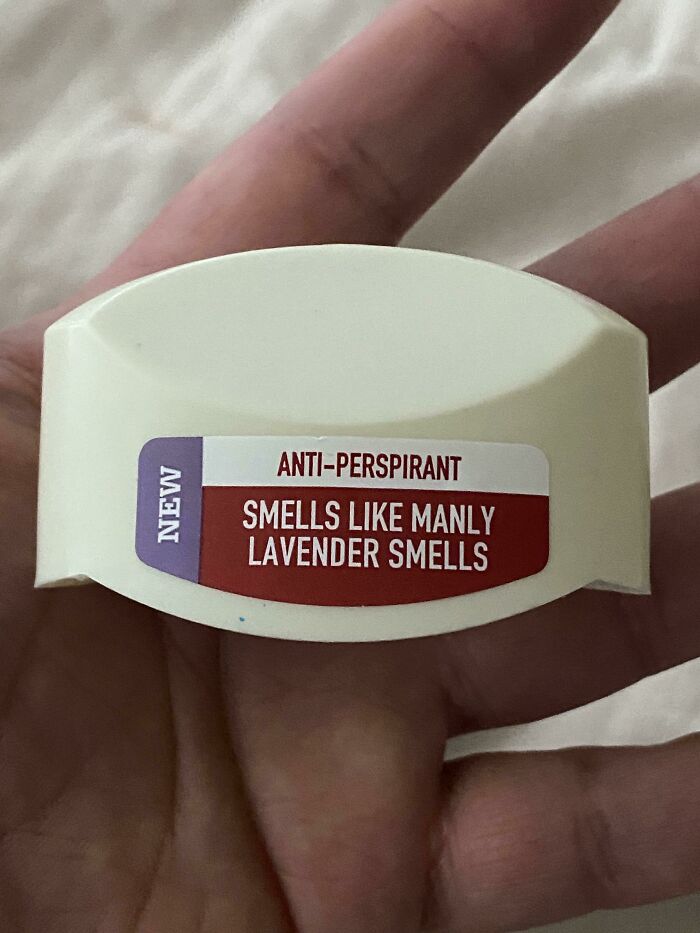 NEW
ANTI-PERSPIRANT
SMELLS LIKE MANLY
LAVENDER SMELLS